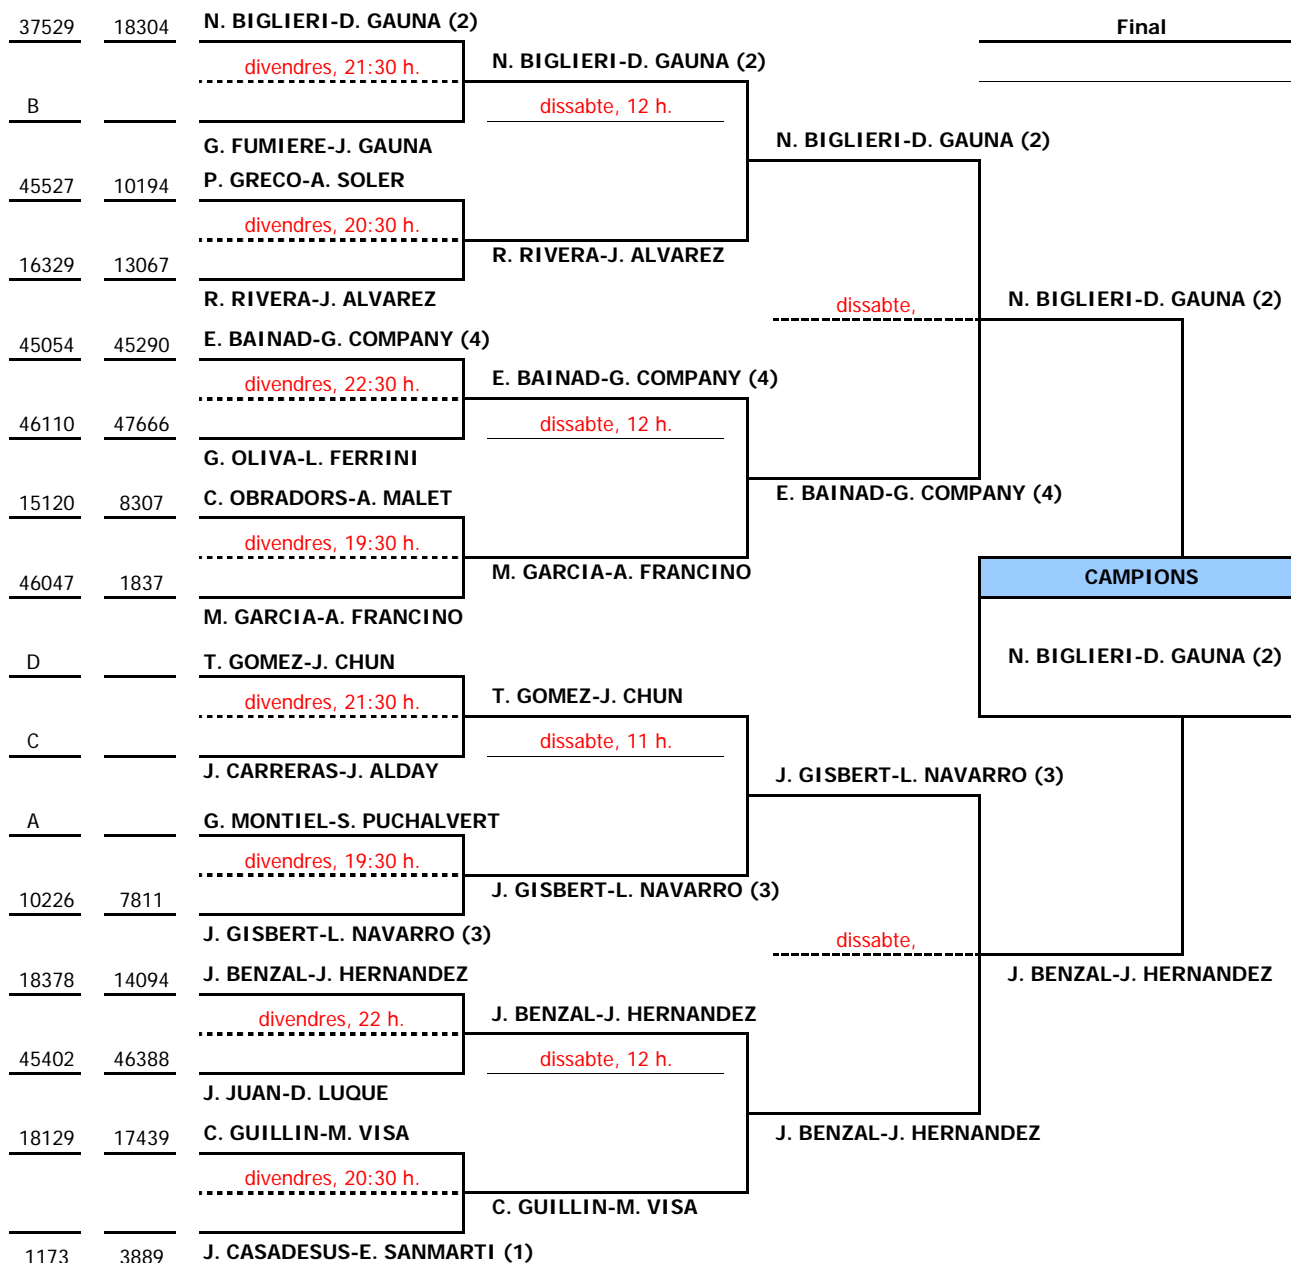 37529 18304 N. BIGLIERI-D. GAUNA (2) Final
divendres, 21:30 h. N. BIGLIERI-D. GAUNA (2)
B dissabte, 12 h.
G. FUMIERE-J. GAUNA N. BIGLIERI-D. GAUNA (2)
45527 10194 P. GRECO-A. SOLER
divendres, 20:30 h.
16329 13067 R. RIVERA-J. ALVAREZ
R. RIVERA-J. ALVAREZ dissabte, N. BIGLIERI-D. GAUNA (2)
45054 45290 E. BAINAD-G. COMPANY (4)
divendres, 22:30 h. E. BAINAD-G. COMPANY (4)
46110 47666 dissabte, 12 h.
G. OLIVA-L. FERRINI
15120 8307 C. OBRADORS-A. MALET E. BAINAD-G. COMPANY (4)
divendres, 19:30 h.
46047 1837 M. GARCIA-A. FRANCINO CAMPIONS
M. GARCIA-A. FRANCINO
D T. GOMEZ-J. CHUN N. BIGLIERI-D. GAUNA (2)
divendres, 21:30 h. T. GOMEZ-J. CHUN
C dissabte, 11 h.
J. CARRERAS-J. ALDAY J. GISBERT-L. NAVARRO (3)
A G. MONTIEL-S. PUCHALVERT
divendres, 19:30 h.
10226 7811 J. GISBERT-L. NAVARRO (3)
J. GISBERT-L. NAVARRO (3) dissabte,
18378 14094 J. BENZAL-J. HERNANDEZ J. BENZAL-J. HERNANDEZ
divendres, 22 h. J. BENZAL-J. HERNANDEZ
45402 46388 dissabte, 12 h.
J. JUAN-D. LUQUE
18129 17439 C. GUILLIN-M. VISA J. BENZAL-J. HERNANDEZ
divendres, 20:30 h.
C. GUILLIN-M. VISA
1173 3889 J. CASADESUS-E. SANMARTI (1)